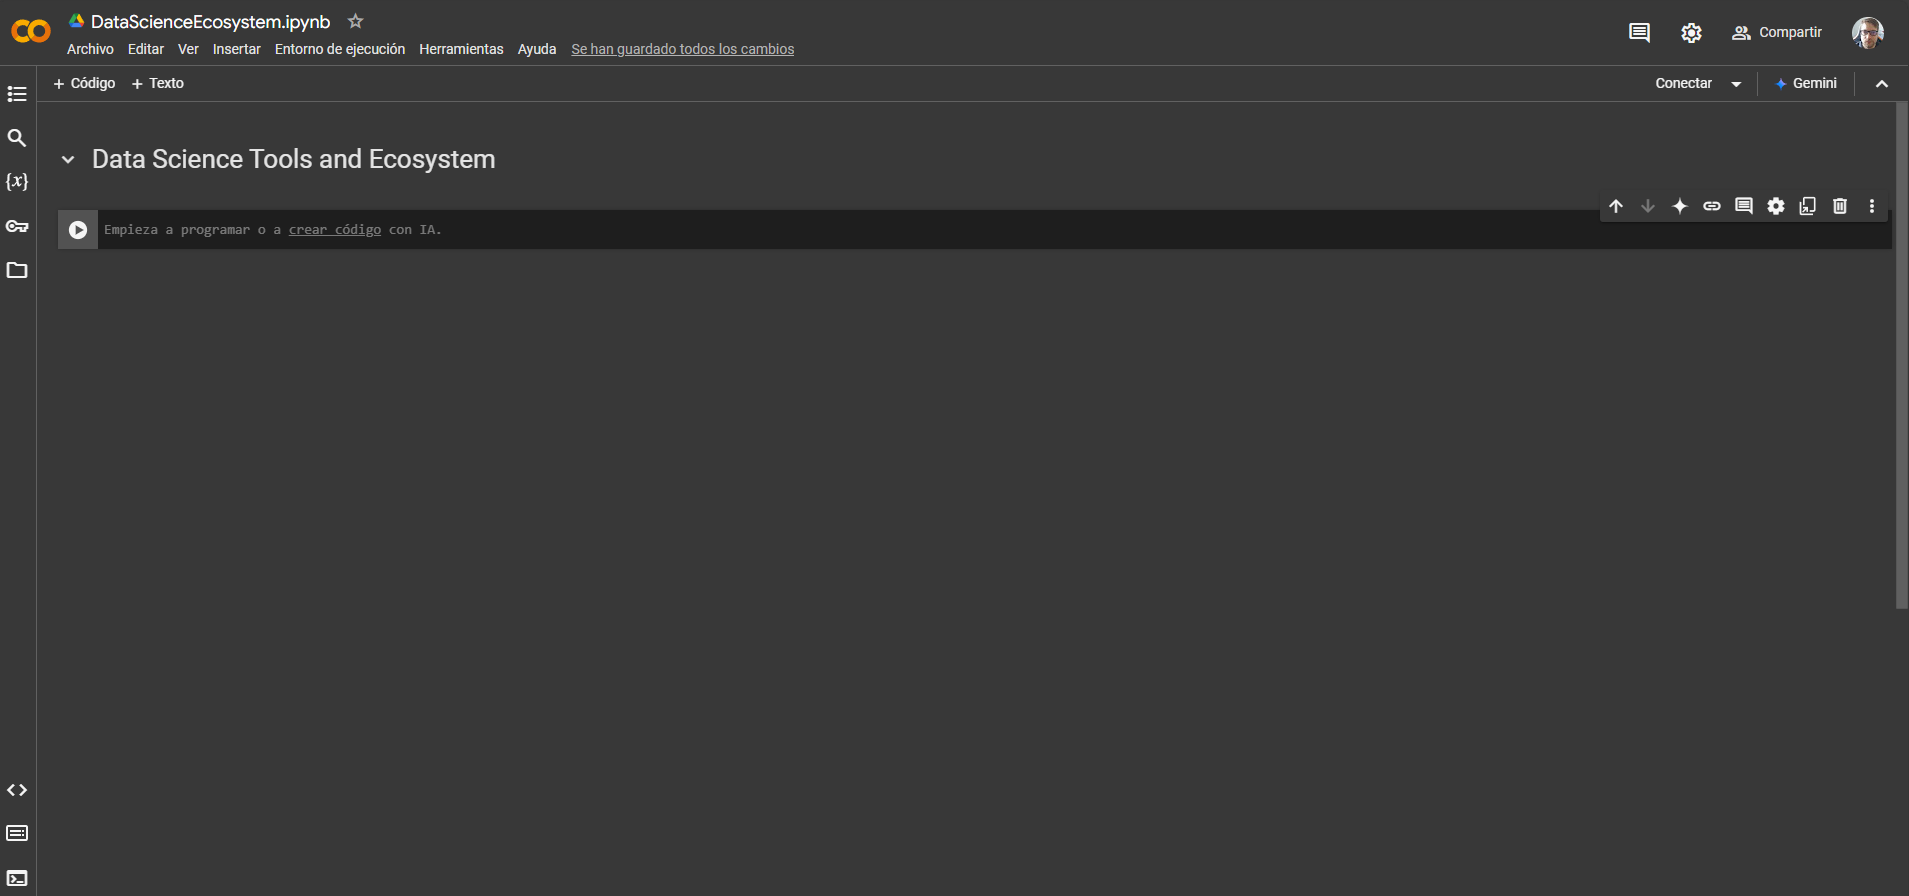 DataScienceEcosystem.ipynb
Archivo Editar Ver Insertar Entorno de ejecución Herramientas Ayuda Se han guardado todos los cambios
Compartir
+ Código + Texto
Conectar
Gemini
{x}
Data Science Tools and Ecosystem
Empieza a programar o a crear código con IA.